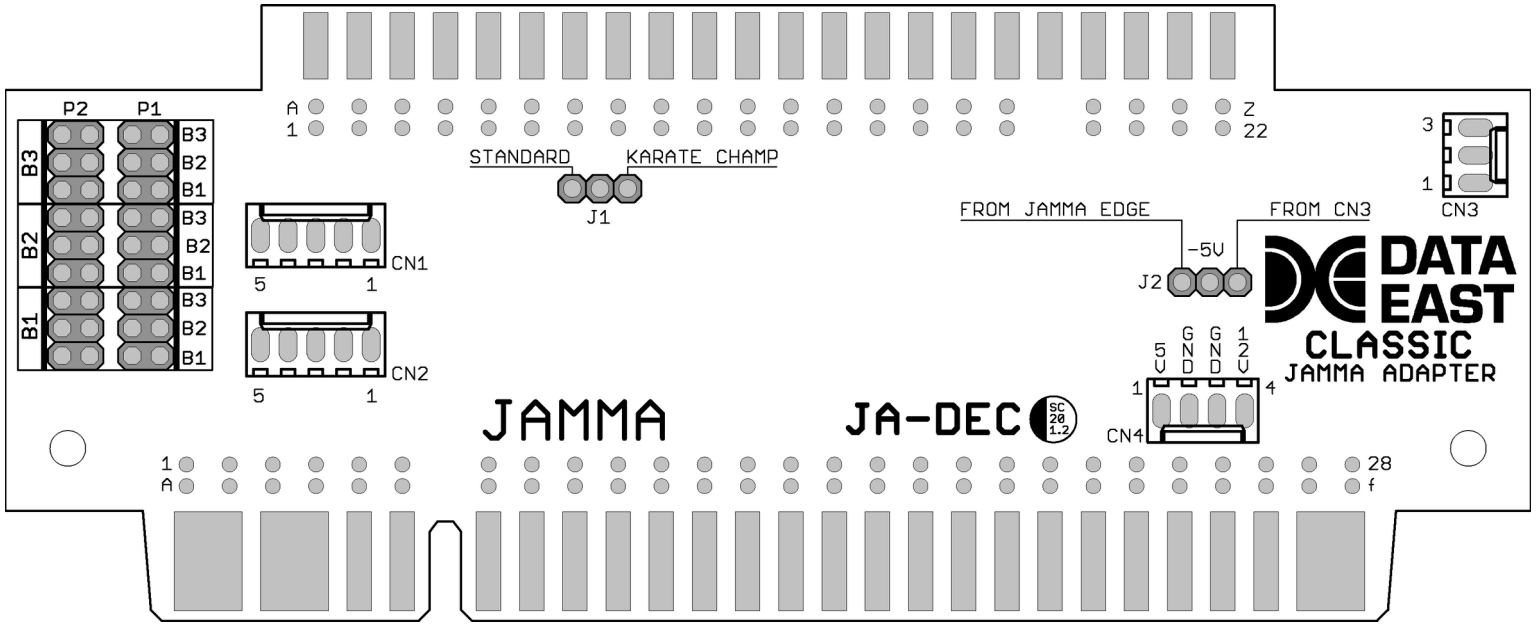 A
Z
1
22
P2 P1
B3
B3
B2
B1
B2
B3
B2
B1
B1
B3
B2
B1
STANDARD
KARATE CHAMP
J1
5
1
CN1
5
1
CN2
3
1
CN3
FROM JAMMA EDGE
FROM CN3
-5V
J2
DATA
EAST
CLASSIC
JAMMA ADAPTER
5V
GND
GND
12V
1
4
CN4
JAMMA
JA-DEC
SC
20
1.2
1
28
A
f